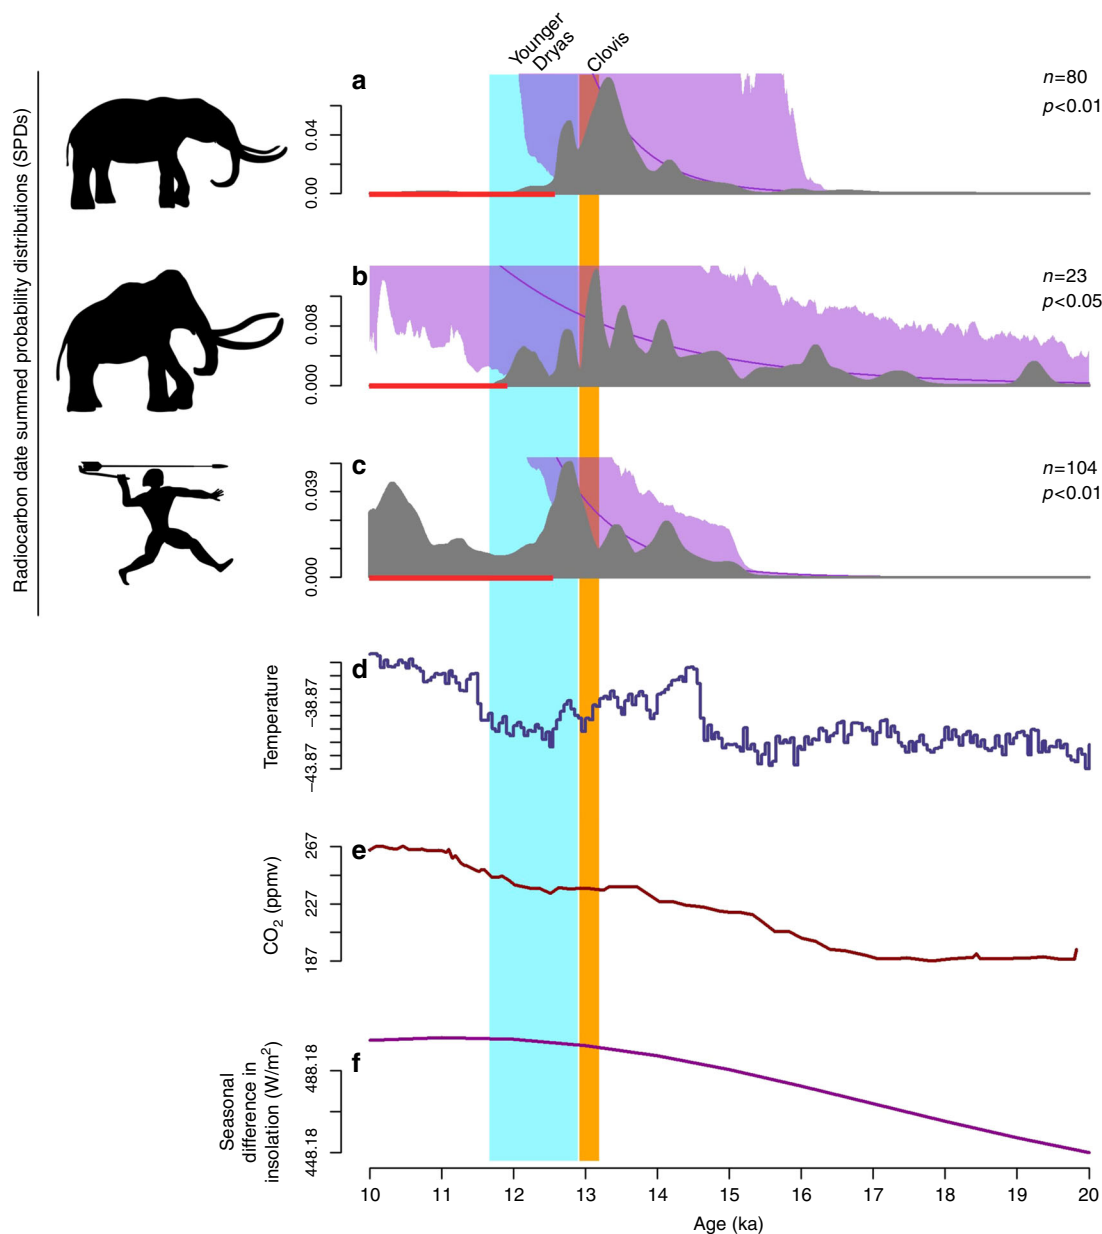 Younger
Dryas
Clovis
Radiocarbon date summed probability distributions (SPDs)
a
0.04
0.00
n=80
p<0.01
b
0.008
0.000
n=23
p<0.05
c
0.039
0.000
n=104
p<0.01
d
Temperature
−38.87
−43.87
e
CO2 (ppmv)
267
227
187
f
Seasonal
difference in
insolation (W/m²)
488.18
448.18
10 11 12 13 14 15 16 17 18 19 20
Age (ka)